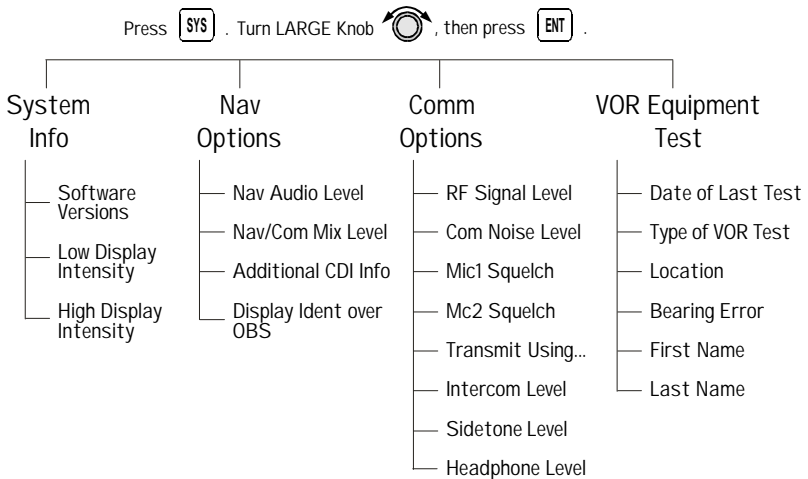 Press SYS . Turn LARGE Knob , then press ENT .
System
Info
Software
Versions
Low Display
Intensity
High Display
Intensity
Nav
Options
Nav Audio Level
Nav/Com Mix Level
Additional CDI Info
Display Ident over
OBS
Comm
Options
RF Signal Level
Com Noise Level
Mic1 Squelch
Mc2 Squelch
Transmit Using...
Intercom Level
Sidetone Level
Headphone Level
VOR Equipment
Test
Date of Last Test
Type of VOR Test
Location
Bearing Error
First Name
Last Name